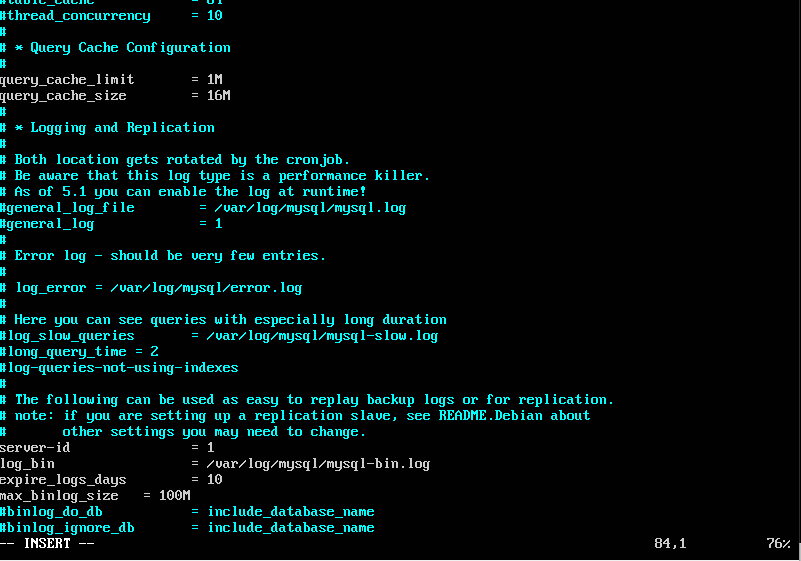 #table_cache            = 64
#thread_concurrency     = 10
#
# * Query Cache Configuration
#
query_cache_limit       = 1M
query_cache_size        = 16M
#
# * Logging and Replication
#
# Both location gets rotated by the cronjob.
# Be aware that this log type is a performance killer.
# As of 5.1 you can enable the log at runtime!
#general_log_file        = /var/log/mysql/mysql.log
#general_log             = 1
#
# Error log - should be very few entries.
#
# log_error = /var/log/mysql/error.log
#
# Here you can see queries with especially long duration
#log_slow_queries       = /var/log/mysql/mysql-slow.log
#long_query_time = 2
#log-queries-not-using-indexes
#
# The following can be used as easy to replay backup logs or for replication.
# note: if you are setting up a replication slave, see README.Debian about
#       other settings you may need to change.
server-id               = 1
log_bin                 = /var/log/mysql/mysql-bin.log
expire_logs_days        = 10
max_binlog_size   = 100M
#binlog_do_db           = include_database_name
#binlog_ignore_db       = include_database_name
-- INSERT --                                                                      84,1          76%